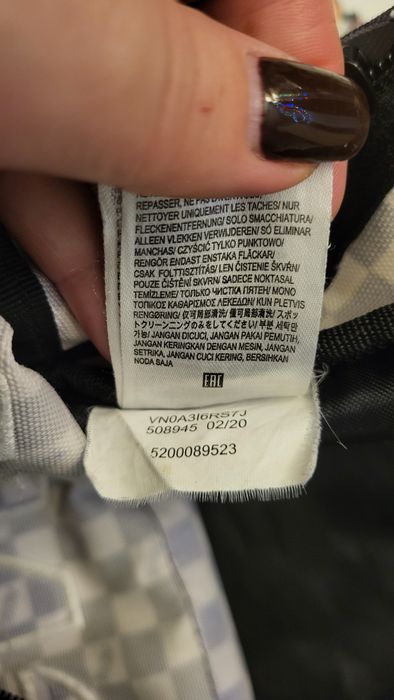 REPASSER, NE PAS
NETTOYER UNIQUEMENT LES TACHES/
FLECKENENTFERNUNG/ SOLO SMACCHIATURA/
ALLEEN VLEKKEN VERWIJDEREN/ SÓ ELIMINAR
MANCHAS/ CZYŚCIĆ TYLKO PUNKTOWO/
RENGÖR ENDAST ENSTAKA FLÄCKAR/
CSAK FOLTTISZTÍTÁS/ LEN ČISTENIE ŠKVŔN/
POUZE ČIŠTĚNÍ SKVRN/ SADECE NOKTASAL
TEMİZLEME/ ТОЛЬКО ЧИСТКА ПЯТЕН/ MONO
ΤΟΠΙΚΟΣ ΚΑΘΑΡΙΣΜΟΣ ΛΕΚΕΔΩΝ/ KUN PLETVIS
RENGØRING/ 仅可局部清洗/ 僅可局部清洗/ スポッ
トクリーニングのみをしてください/ 부분 세탁만
가능/ JANGAN DICUCI, JANGAN PAKAI PEMUTIH,
JANGAN KERINGKAN DENGAN MESIN, JANGAN
SETRIKA, JANGAN CUCI KERING, BERSIHKAN
NODA SAJA
EAC
VN0A3I6RS7J
508945 02/20
5200089523